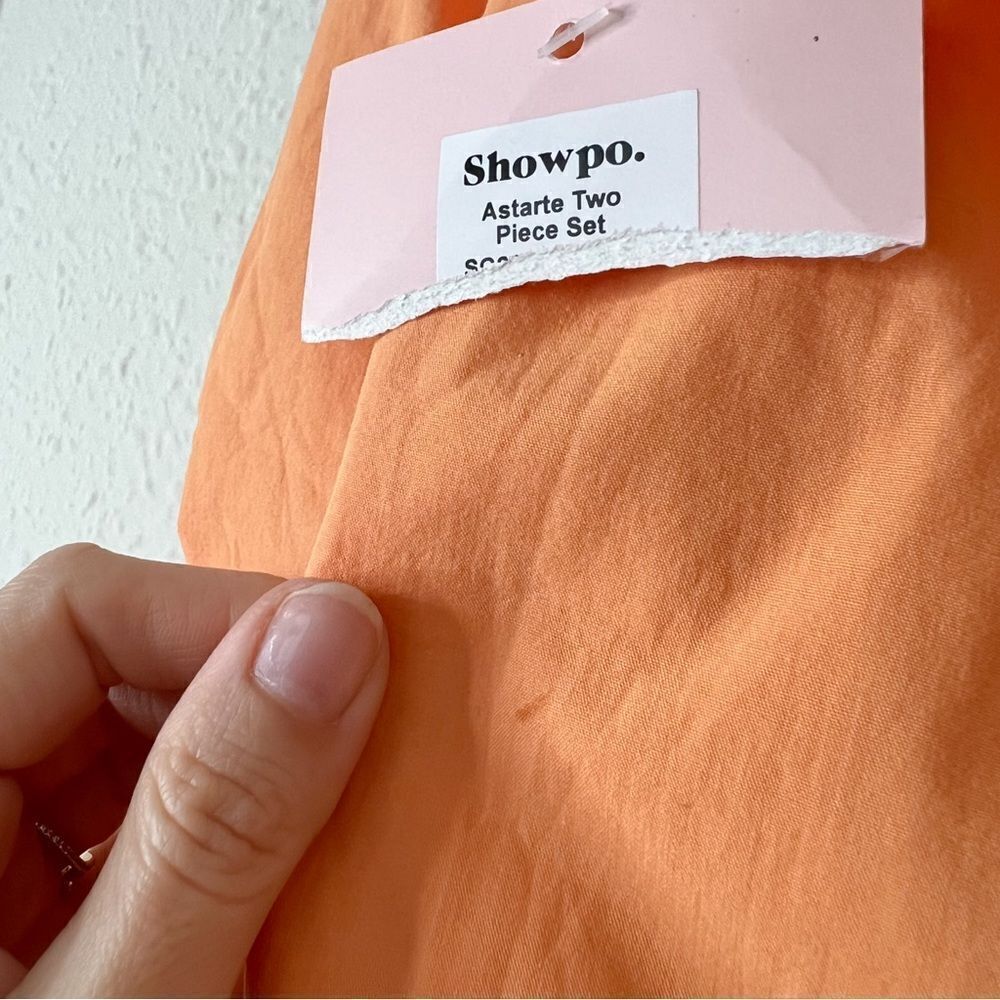 Showpo.
Astarte Two
Piece Set